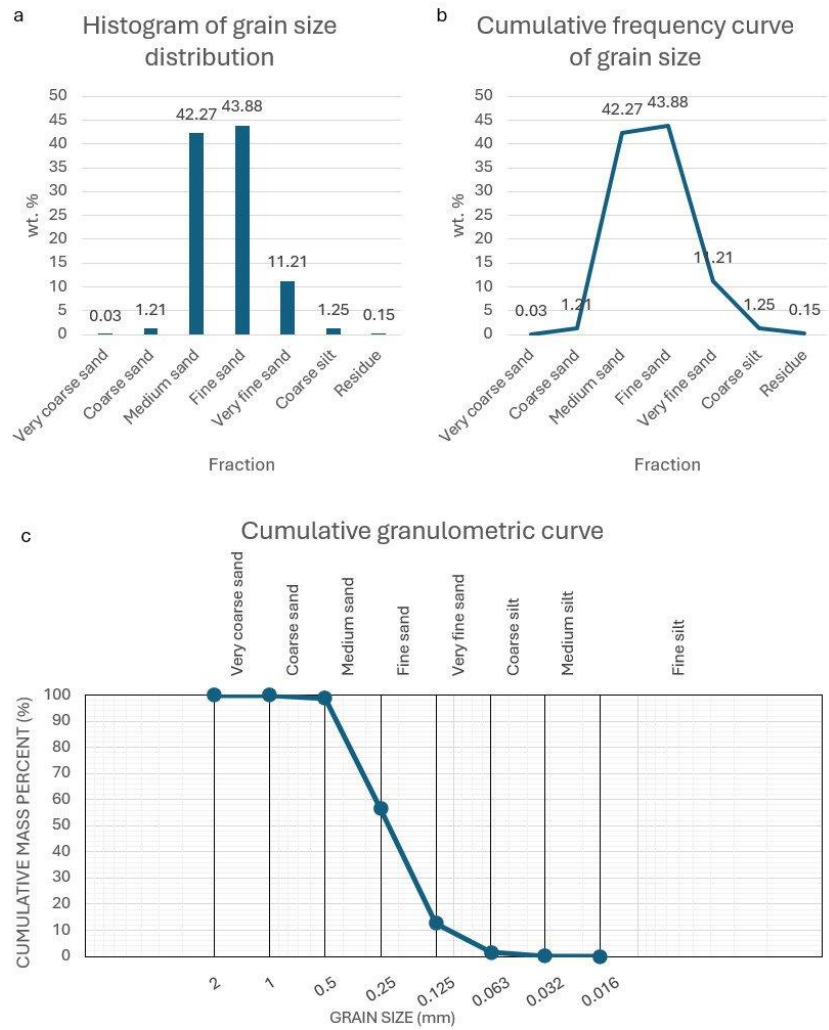 a
Histogram of grain size
distribution
wt. %
50
45
40
35
30
25
20
15
10
5
0
0.03
1.21
42.27
43.88
11.21
1.25
0.15
Very coarse sand
Coarse sand
Medium sand
Fine sand
Very fine sand
Coarse silt
Residue
Fraction
b
Cumulative frequency curve
of grain size
wt. %
50
45
40
35
30
25
20
15
10
5
0
0.03
1.21
42.27
43.88
11.21
1.25
0.15
Very coarse sand
Coarse sand
Medium sand
Fine sand
Very fine sand
Coarse silt
Residue
Fraction
c
Cumulative granulometric curve
Very coarse sand
Coarse sand
Medium sand
Fine sand
Very fine sand
Coarse silt
Medium silt
Fine silt
CUMULATIVE MASS PERCENT (%)
100
90
80
70
60
50
40
30
20
10
0
2
1
0.5
0.25
0.125
0.063
0.032
0.016
GRAIN SIZE (mm)